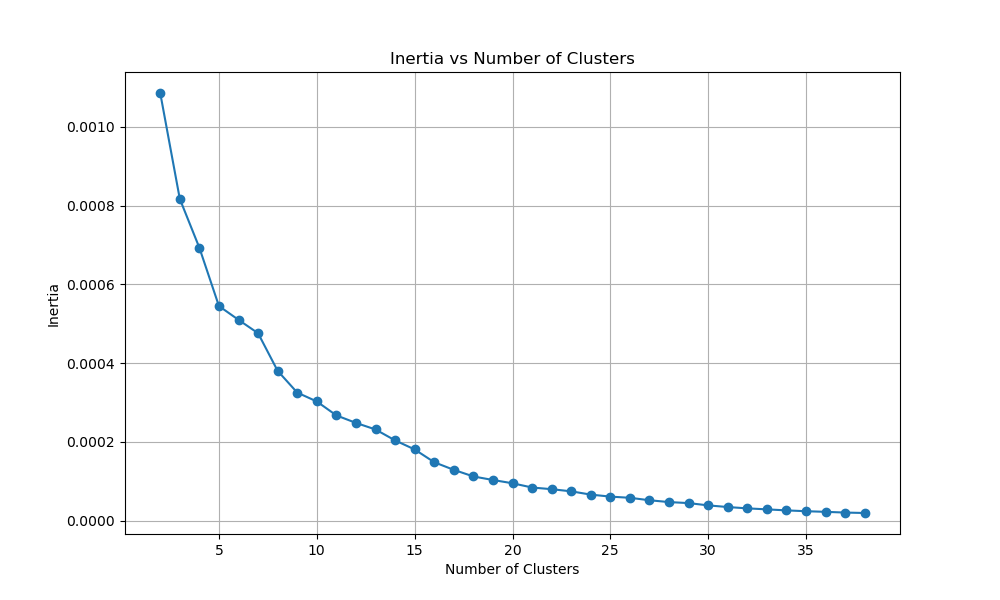 Inertia vs Number of Clusters
0.0010
0.0008
0.0006
0.0004
0.0002
0.0000
Inertia
5 10 15 20 25 30 35
Number of Clusters